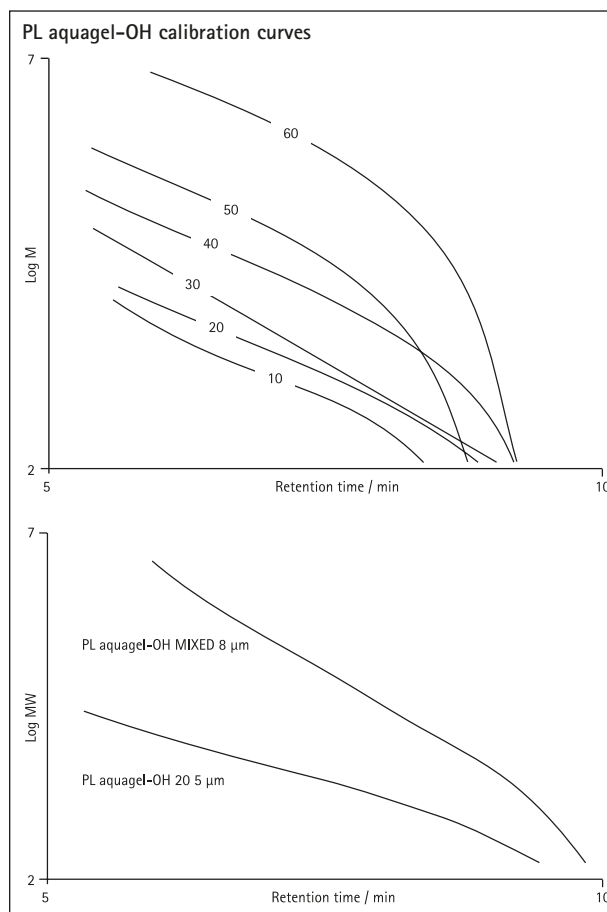 PL aquagel-OH calibration curves
7
60
50
40
30
20
10
Log M
2
5
Retention time / min
10
7
PL aquagel-OH MIXED 8 µm
Log MW
PL aquagel-OH 20 5 µm
2
5
Retention time / min
10